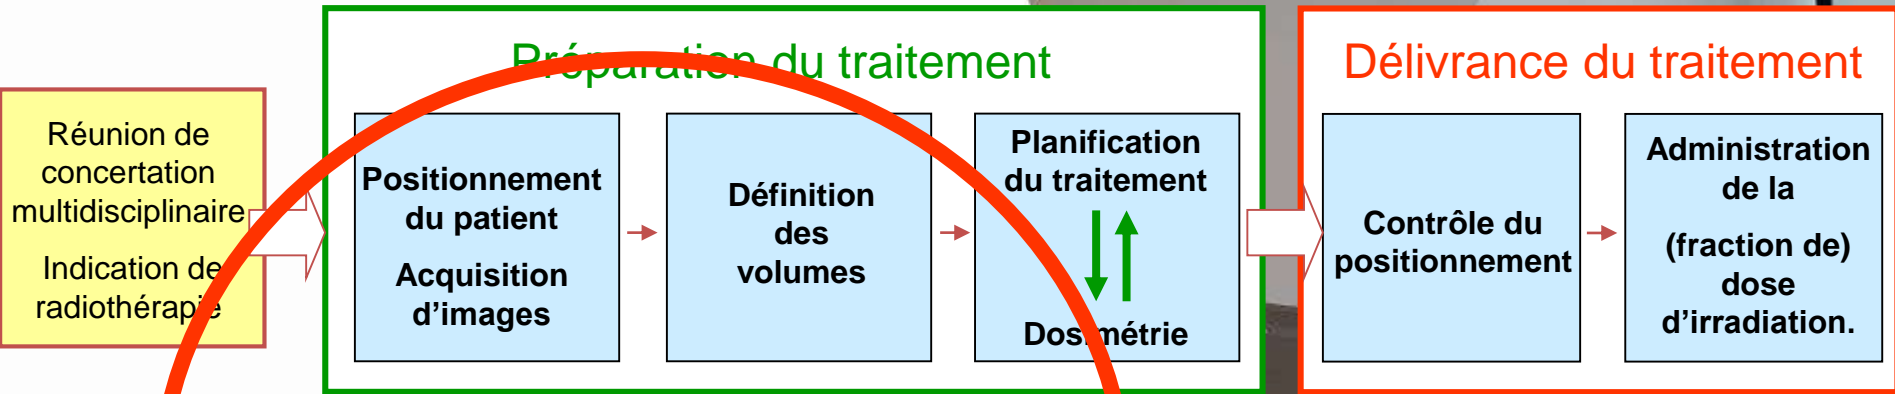 Réunion de
concertation
multidisciplinaire
Indication de
radiothérapie
Préparation du traitement
Positionnement
du patient
Acquisition
d’images
Définition
des
volumes
Planification
du traitement
Dosimétrie
Délivrance du traitement
Contrôle du
positionnement
Administration
de la
(fraction de)
dose
d’irradiation.